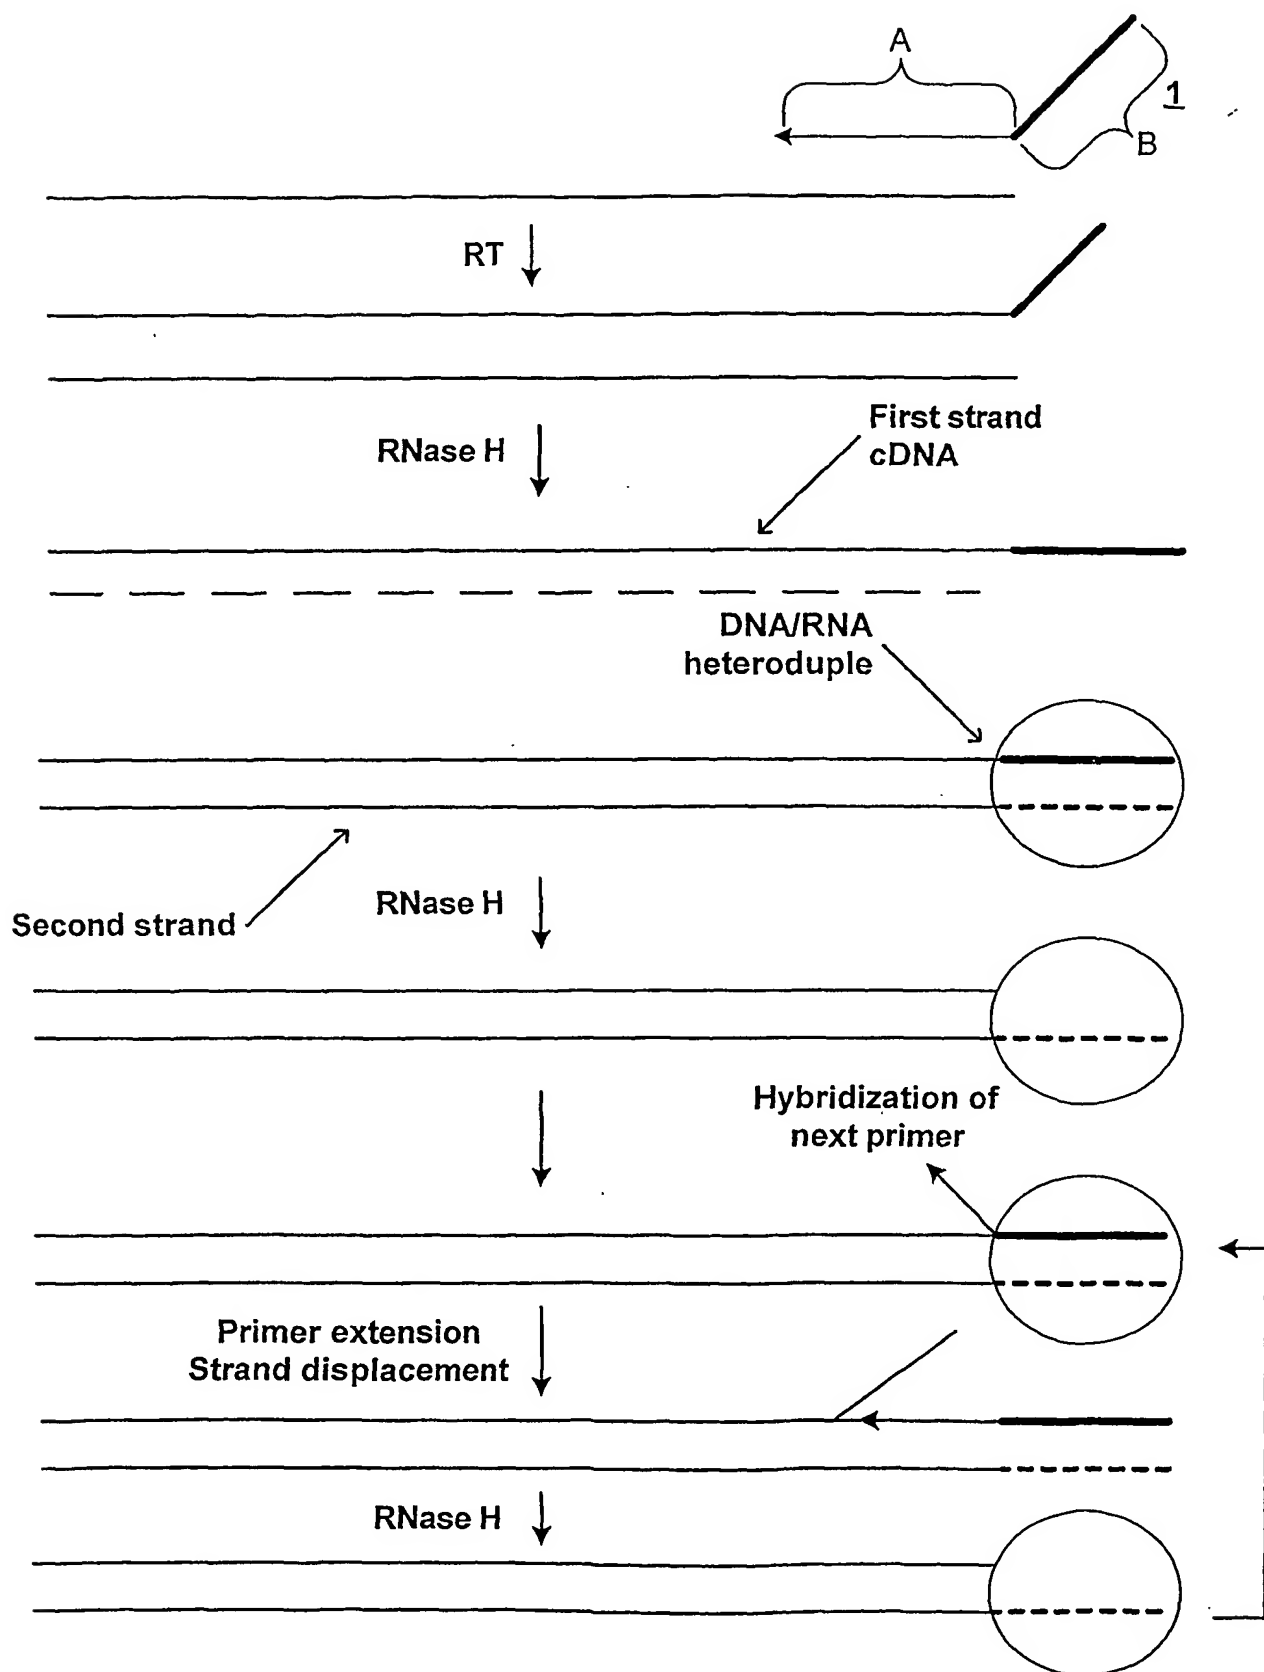 A
1
B
RT
First strand
cDNA
RNase H
DNA/RNA
heteroduple
RNase H
Second strand
Hybridization of
next primer
Primer extension
Strand displacement
RNase H